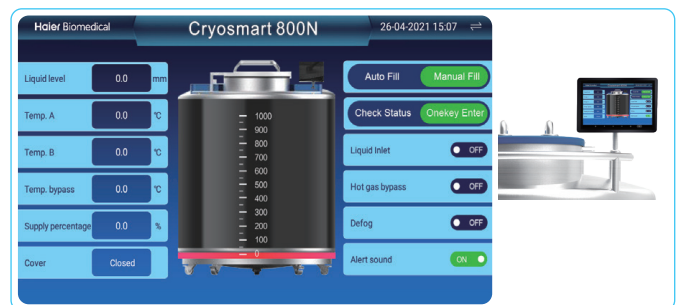 Haier Biomedical
Cryosmart 800N
26-04-2021 15:07
Liquid level 0.0 mm
Temp. A 0.0 ℃
Temp. B 0.0 ℃
Temp. bypass 0.0 ℃
Supply percentage 0.0 %
Cover Closed
1000
900
800
700
600
500
400
300
200
100
0
Auto Fill Manual Fill
Check Status Onekey Enter
Liquid Inlet OFF
Hot gas bypass OFF
Defog OFF
Alert sound ON